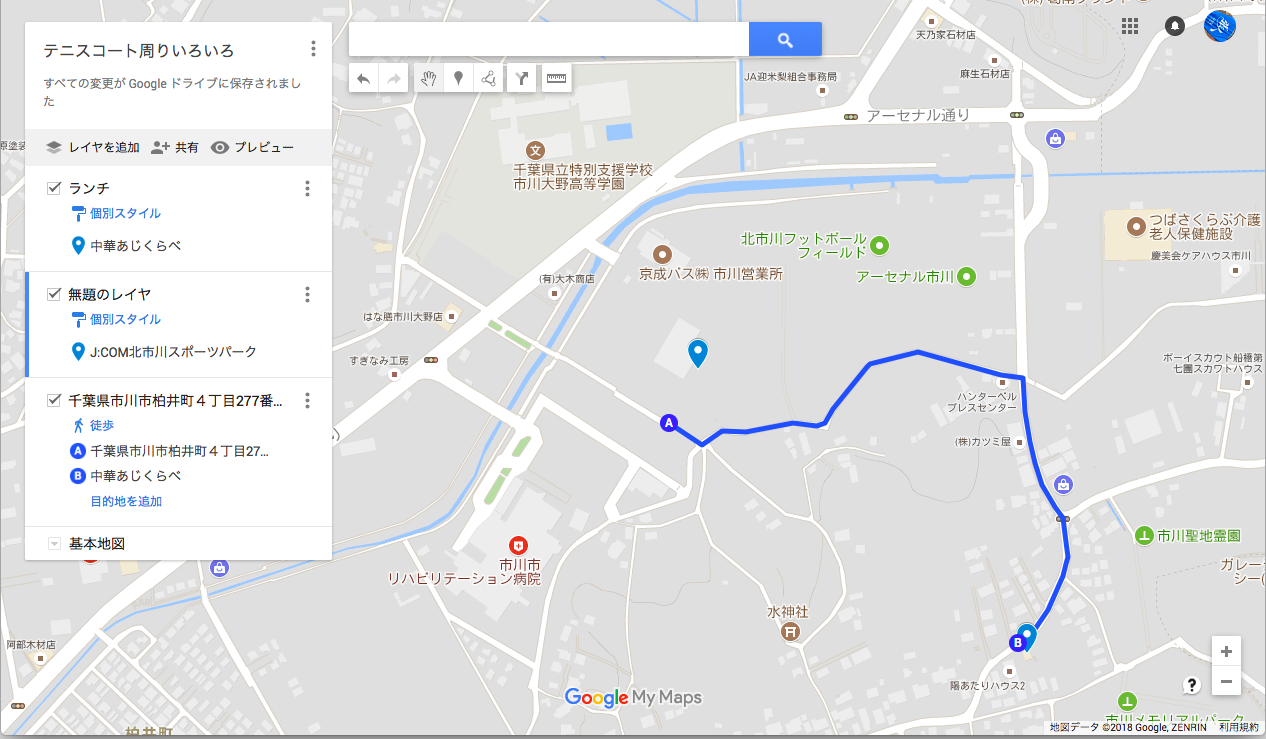 テニスコート周りいろいろ
すべての変更が Google ドライブに保存されまし
た
レイヤを追加 共有 プレビュー
ランチ
個別スタイル
中華あじくらべ
無題のレイヤ
個別スタイル
J:COM北市川スポーツパーク
千葉県市川市柏井町４丁目277番...
徒歩
A 千葉県市川市柏井町４丁目27...
B 中華あじくらべ
目的地を追加
基本地図
天乃家石材店
麻生石材店
JA迎米梨組合事務局
アーセナル通り
文
千葉県立特別支援学校
市川大野高等学園
つばさくらぶ介護
老人保健施設
慶美会ケアハウス市川
北市川フットボール
フィールド
京成バス㈱ 市川営業所
アーセナル市川
(有)大木商店
はな膳市川大野店
すぎなみ工房
ボーイスカウト船橋第
七團スカウトハウス
ハンターベル
プレスセンター
A
(株)カツミ屋
市川聖地霊園
市川市
リハビリテーション病院
ガレー
シー(
水神社
B
阿部木材店
陽あたりハウス2
Google My Maps
?
市川メモリアルパーク
柏井町
地図データ ©2018 Google, ZENRIN 利用規約